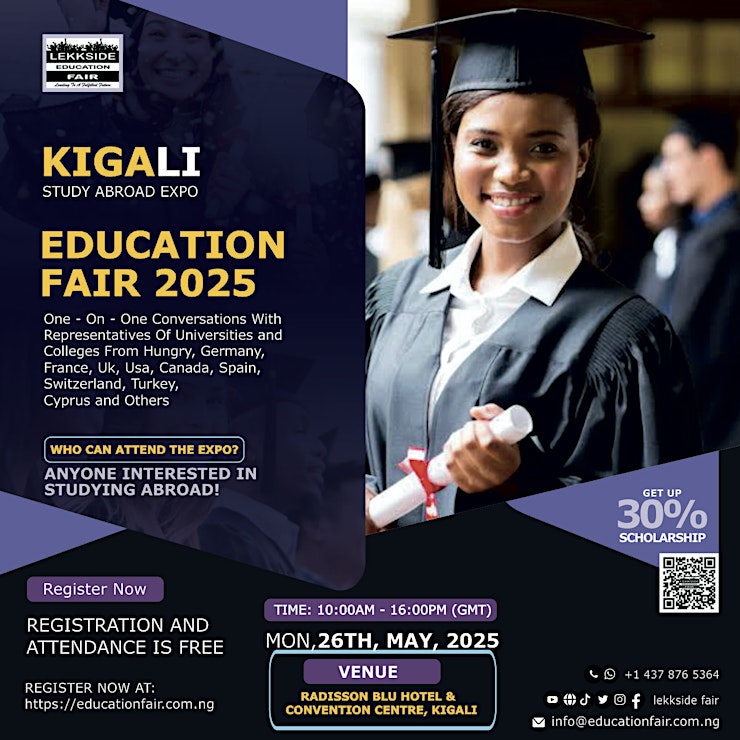 LEKKSIDE
EDUCATION
FAIR
Leading To A Fulfilled Future
KIGALI
STUDY ABROAD EXPO
EDUCATION
FAIR 2025
One - On - One Conversations With
Representatives Of Universities and
Colleges From Hungry, Germany,
France, Uk, Usa, Canada, Spain,
Switzerland, Turkey,
Cyprus and Others
WHO CAN ATTEND THE EXPO?
ANYONE INTERESTED IN
STUDYING ABROAD!
GET UP
30%
SCHOLARSHIP
Register Now
REGISTRATION AND
ATTENDANCE IS FREE
REGISTER NOW AT:
https://educationfair.com.ng
TIME: 10:00AM - 16:00PM (GMT)
MON,26TH, MAY, 2025
VENUE
RADISSON BLU HOTEL &
CONVENTION CENTRE, KIGALI
+1 437 876 5364
lekkside fair
info@educationfair.com.ng